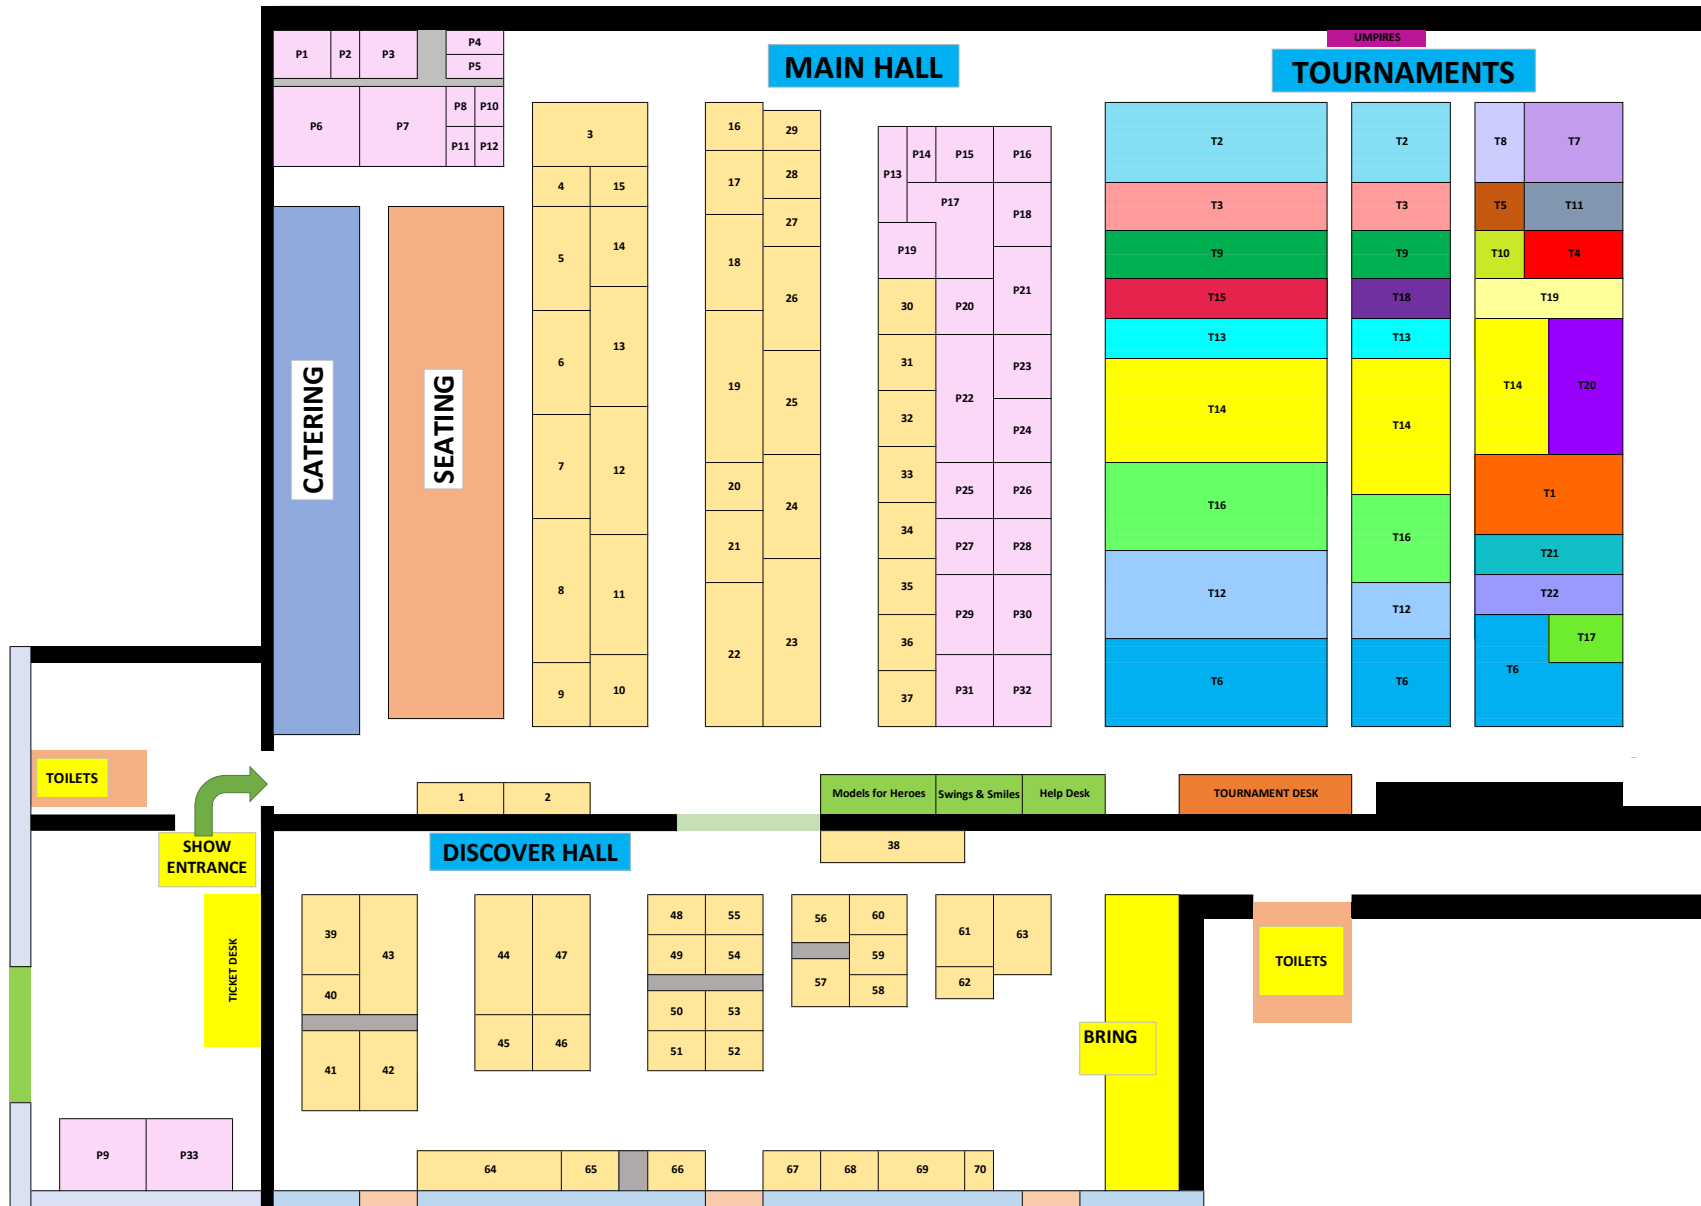 UMPIRES
MAIN HALL
TOURNAMENTS
P1
P2
P3
P4
P5
P6
P7
P8
P10
P11
P12
3
4
15
5
14
6
13
7
12
8
11
9
10
16
29
17
28
27
18
26
19
25
20
24
21
22
23
P13
P14
P15
P16
P17
P18
P19
30
P20
P21
31
P22
P23
32
P24
33
P25
P26
34
P27
P28
35
P29
P30
36
37
P31
P32
T2
T3
T9
T15
T13
T14
T16
T12
T6
T2
T3
T9
T18
T13
T14
T16
T12
T6
T8
T7
T5
T11
T10
T4
T19
T14
T20
T1
T21
T22
T17
T6
CATERING
SEATING
TOILETS
1
2
Models for Heroes
Swings & Smiles
Help Desk
TOURNAMENT DESK
SHOW
ENTRANCE
DISCOVER HALL
38
TICKET DESK
39
43
40
41
42
44
47
45
46
48
55
49
54
50
53
51
52
56
60
59
57
58
61
63
62
BRING
TOILETS
P9
P33
64
65
66
67
68
69
70